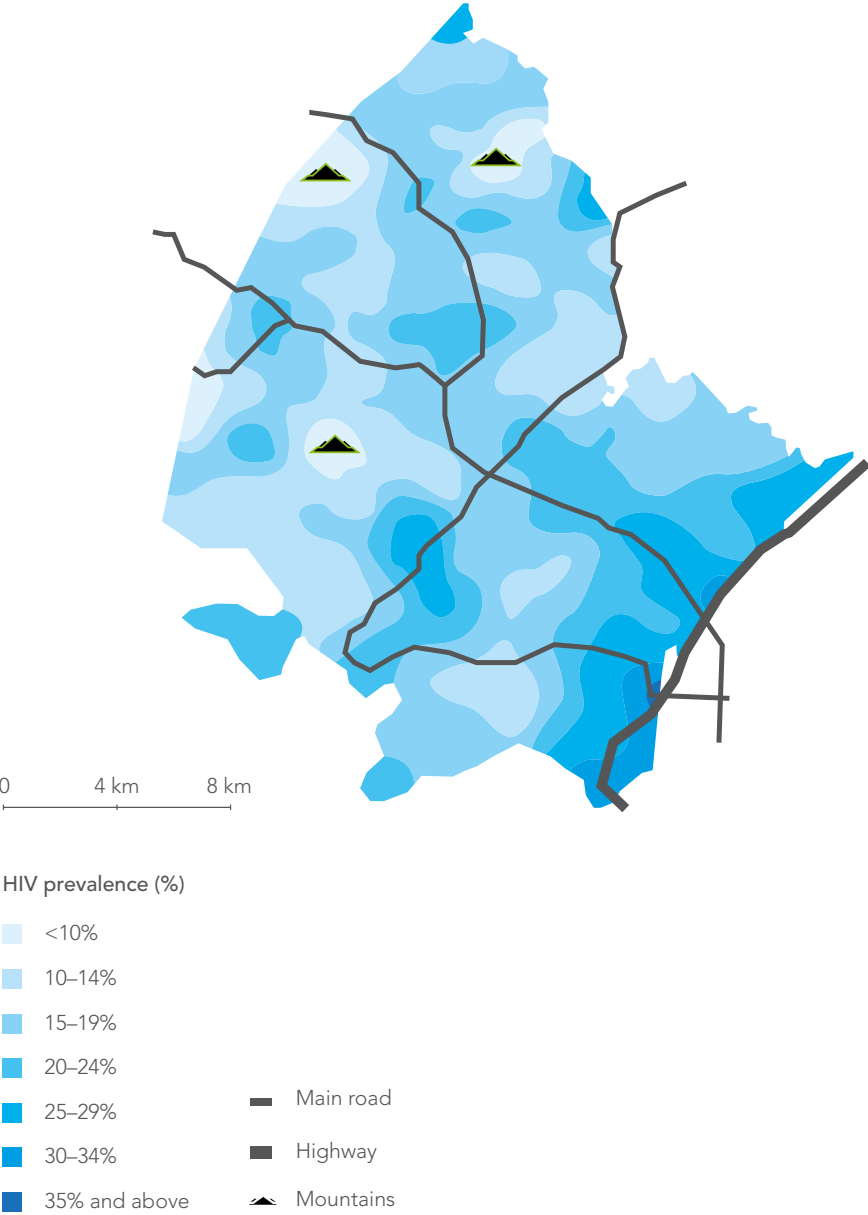 0 4 km 8 km
HIV prevalence (%)
<10%
10–14%
15–19%
20–24%
25–29%
30–34%
35% and above
Main road
Highway
Mountains